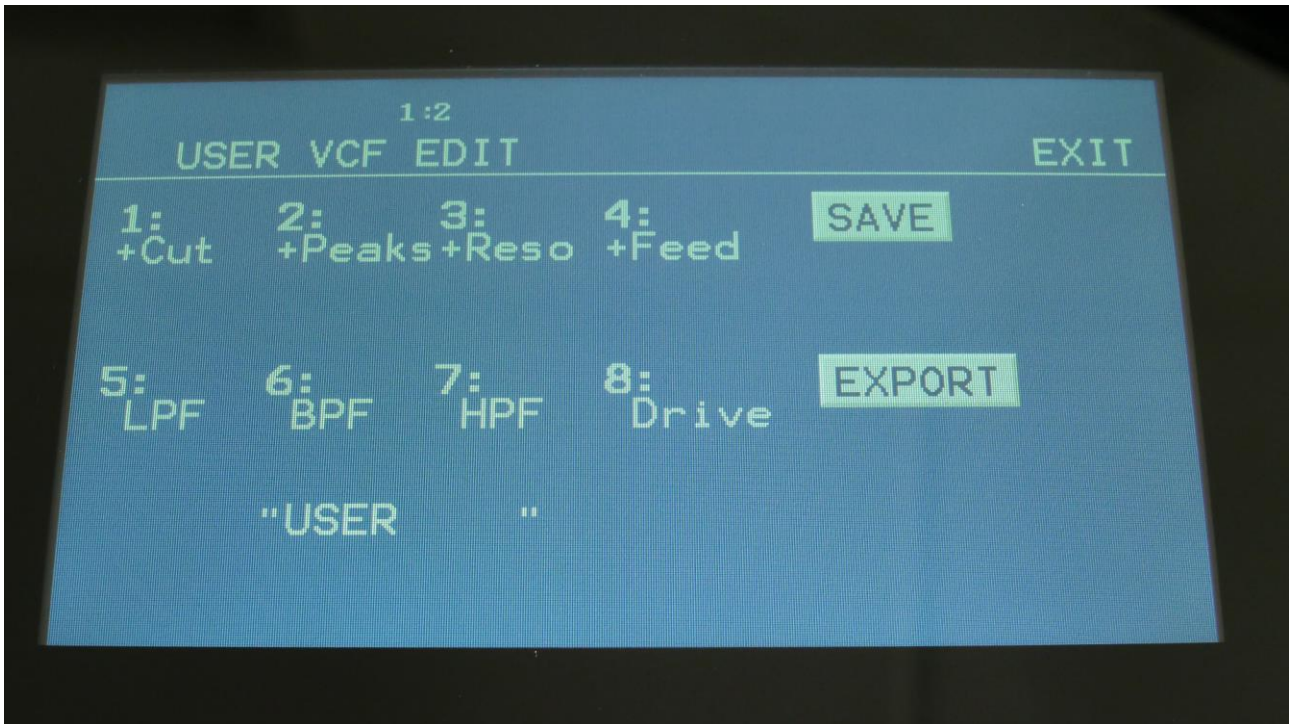 1:2
USER VCF EDIT EXIT
1: 2: 3: 4: SAVE
+Cut +Peaks +Reso +Feed
5: 6: 7: 8: EXPORT
LPF BPF HPF Drive
"USER "